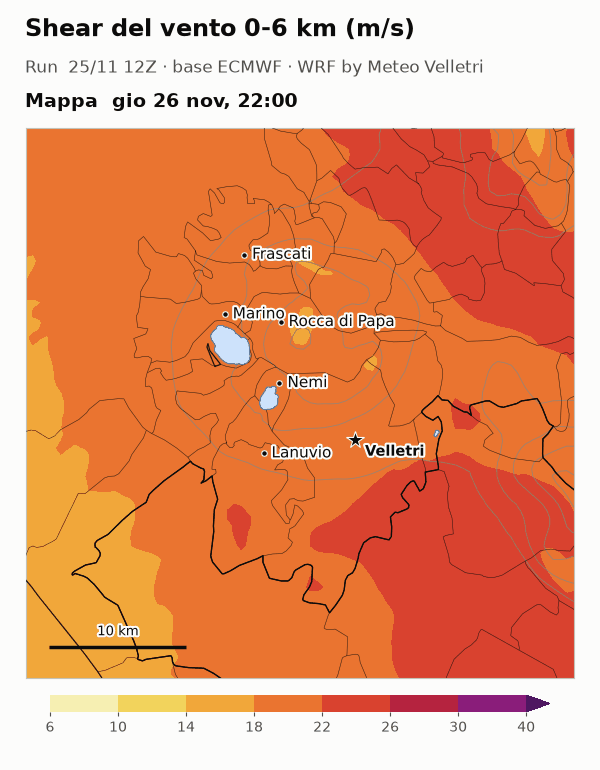 Shear del vento 0-6 km (m/s)
Run  25/11 12Z · base ECMWF · WRF by Meteo Velletri
Mappa  gio 26 nov, 22:00
Frascati
Marino
Rocca di Papa
Nemi
Velletri
Lanuvio
10 km
6 10 14 18 22 26 30 40